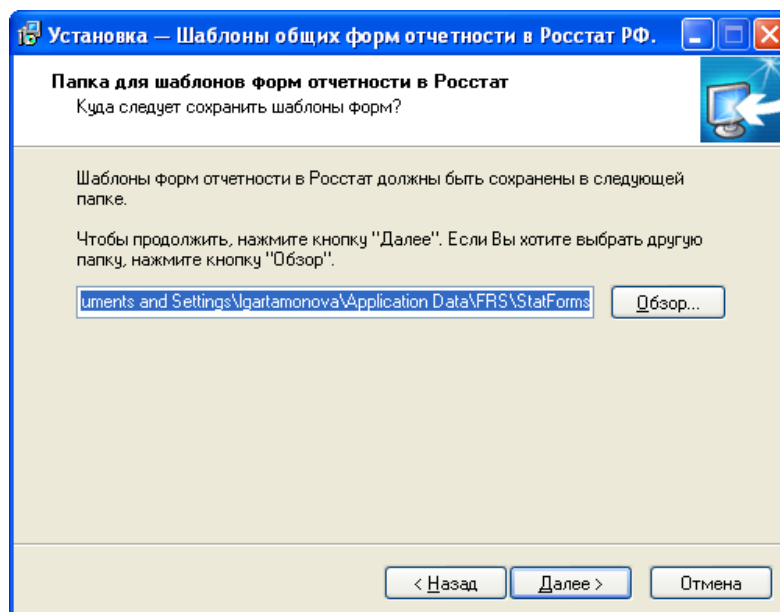 Установка — Шаблоны общих форм отчетности в Росстат РФ.
Папка для шаблонов форм отчетности в Росстат
Куда следует сохранить шаблоны форм?
Шаблоны форм отчетности в Росстат должны быть сохранены в следующей
папке.
Чтобы продолжить, нажмите кнопку "Далее". Если Вы хотите выбрать другую
папку, нажмите кнопку "Обзор".
uments and Settings\lgartamonova\Application Data\FRS\StatForms
Обзор...
< Назад
Далее >
Отмена